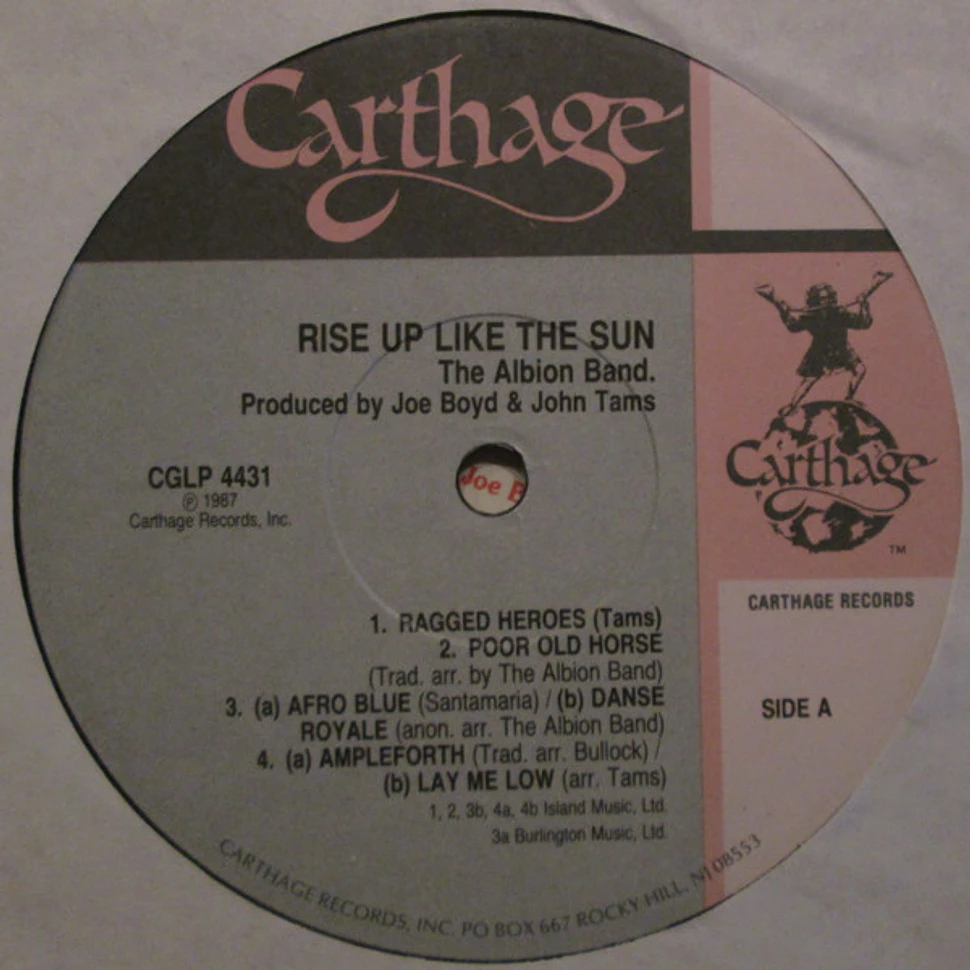 Carthage
RISE UP LIKE THE SUN
The Albion Band.
Produced by Joe Boyd & John Tams
CGLP 4431
℗ 1987
Carthage Records, Inc.
Joe B
Carthage
TM
CARTHAGE RECORDS
SIDE A
1. RAGGED HEROES (Tams)
2. POOR OLD HORSE
(Trad. arr. by The Albion Band)
3. (a) AFRO BLUE (Santamaria) / (b) DANSE
ROYALE (anon. arr. The Albion Band)
4. (a) AMPLEFORTH (Trad. arr. Bullock) /
(b) LAY ME LOW (arr. Tams)
1, 2, 3b, 4a, 4b Island Music, Ltd.
3a Burlington Music, Ltd.
CARTHAGE RECORDS, INC. PO BOX 667 ROCKY HILL, NJ 08553